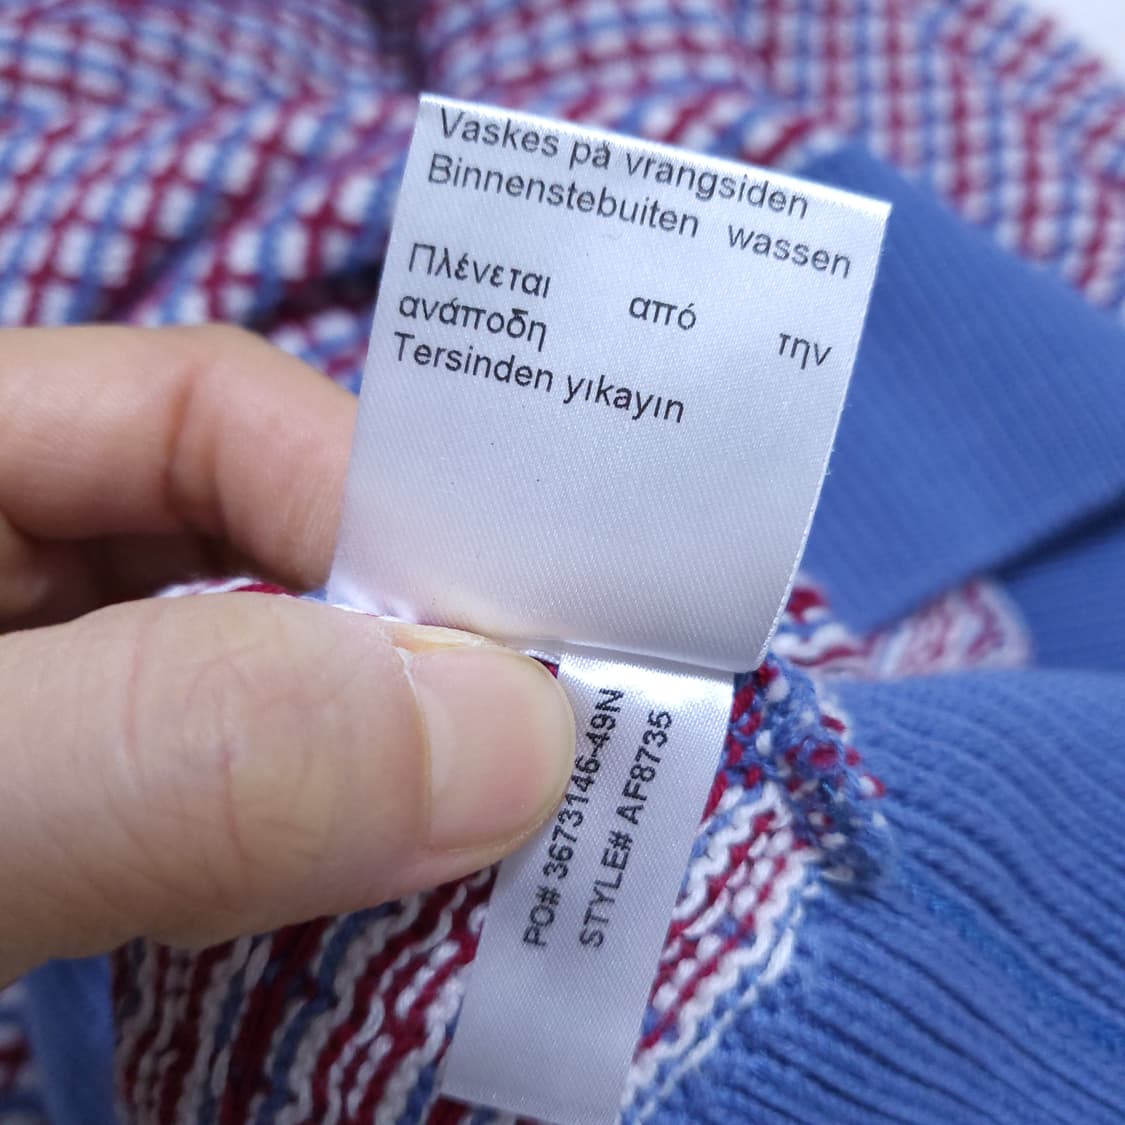 Vaskes på vrangsiden
Binnenstebuiten wassen
Πλένεται από την
ανάποδη
Tersinden yıkayın
PO# 3673146-49N
STYLE# AF8735